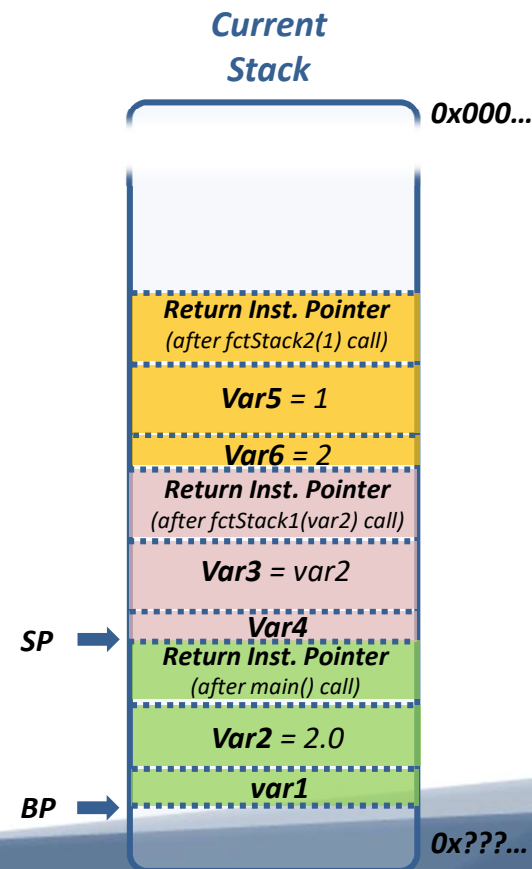 Current
Stack
0x000...
Return Inst. Pointer
(after fctStack2(1) call)
Var5 = 1
Var6 = 2
Return Inst. Pointer
(after fctStack1(var2) call)
Var3 = var2
Var4
SP
Return Inst. Pointer
(after main() call)
Var2 = 2.0
var1
BP
0x???...